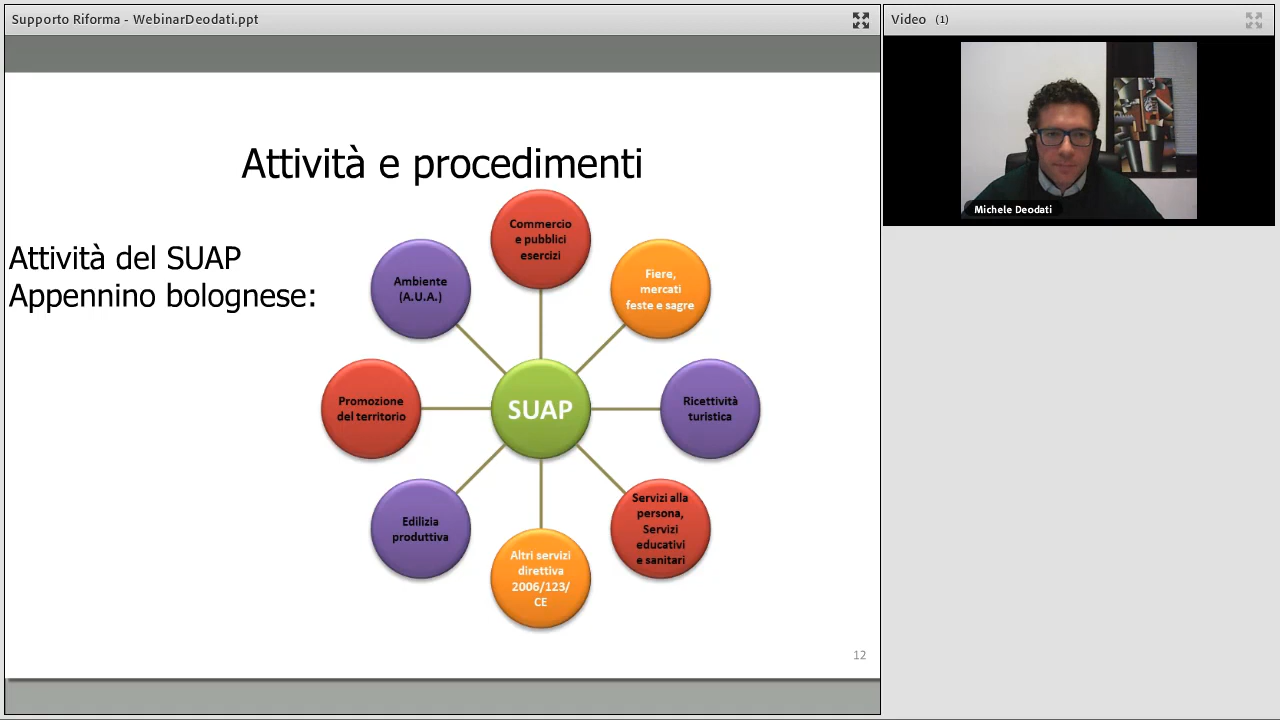 Supporto Riforma - WebinarDeodati.ppt
Video (1)
Michele Deodati
Attività e procedimenti
Attività del SUAP
Appennino bolognese:
Commercio
e pubblici
esercizi
Fiere,
mercati
feste e sagre
Ricettività
turistica
Servizi alla
persona,
Servizi
educativi
e sanitari
Altri servizi
direttiva
2006/123/
CE
Edilizia
produttiva
Promozione
del territorio
Ambiente
(A.U.A.)
SUAP
12